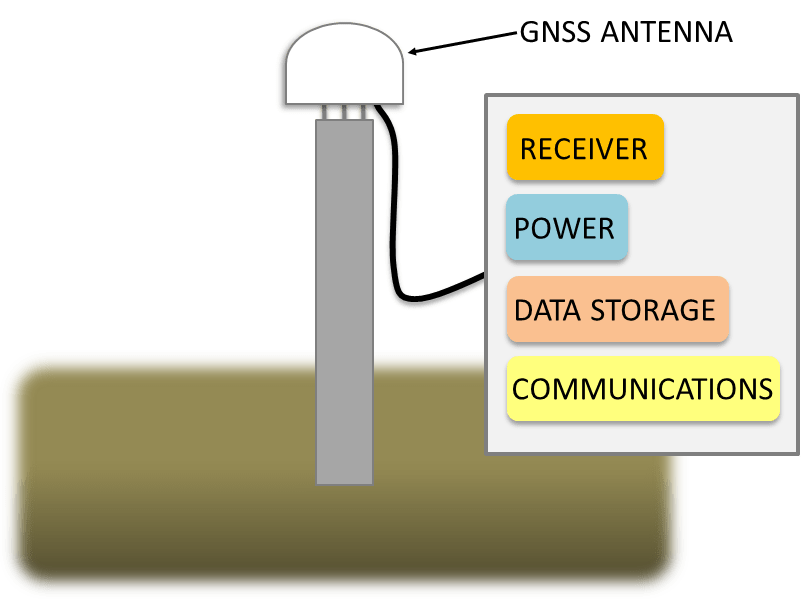 GNSS ANTENNA
RECEIVER
POWER
DATA STORAGE
COMMUNICATIONS